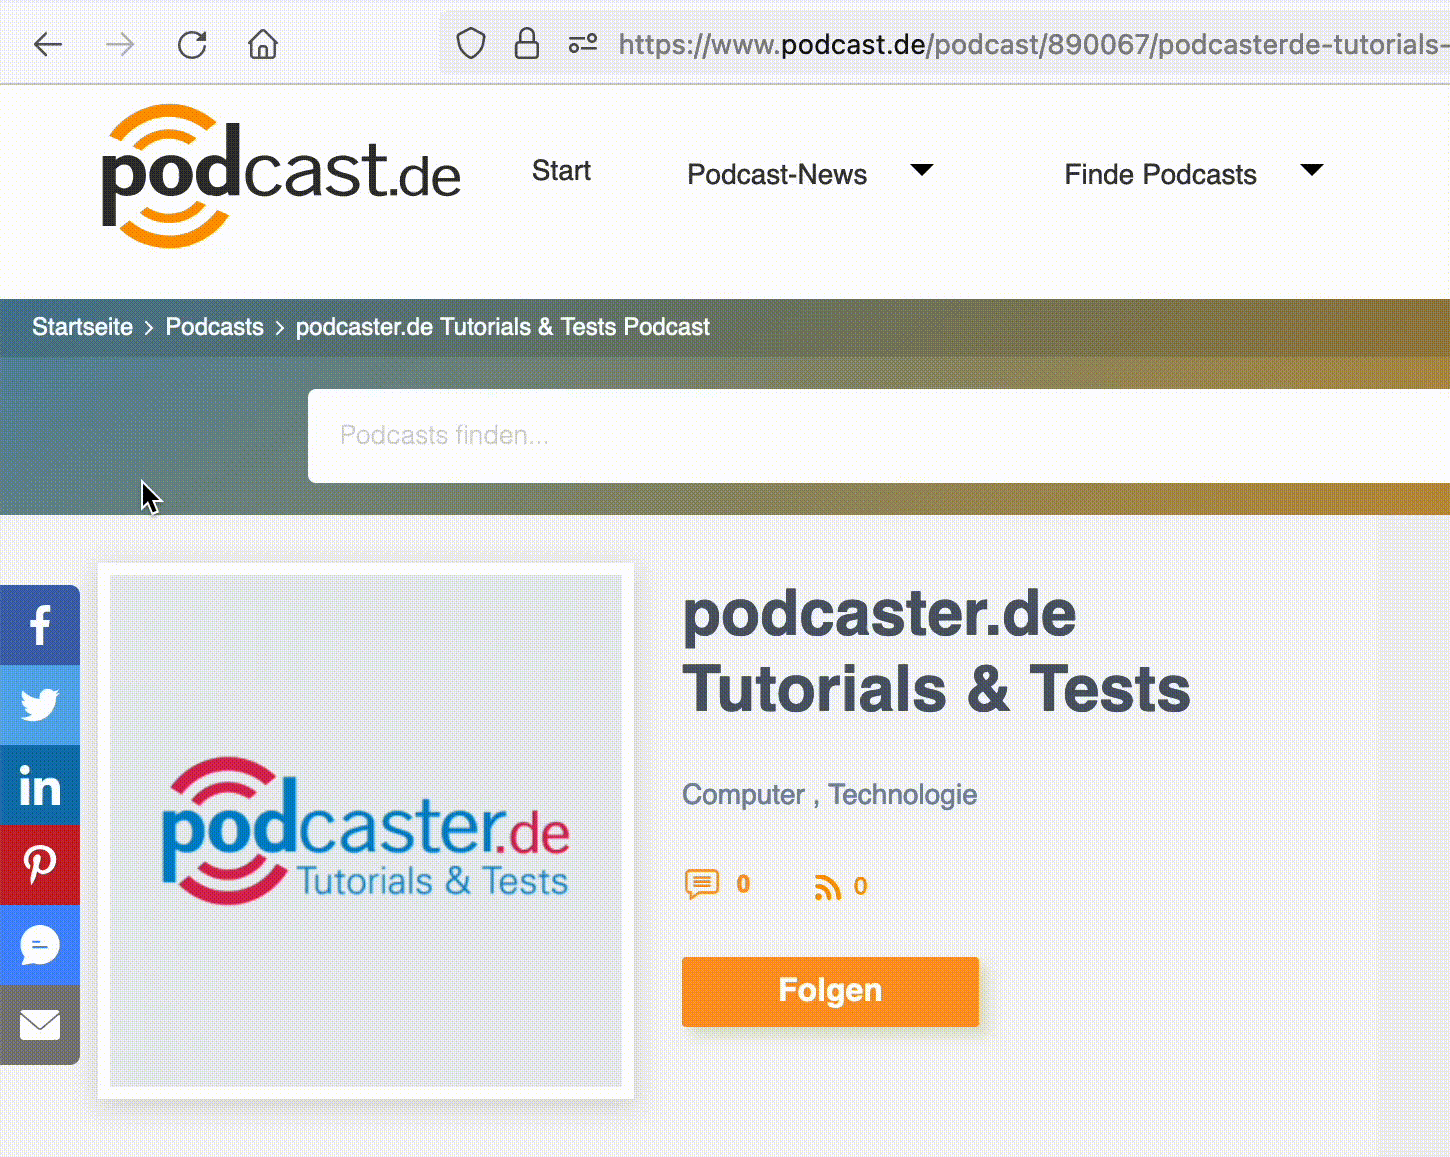 https://www.podcast.de/podcast/890067/podcasterde-tutorials-
podcast.de
Start
Podcast-News
Finde Podcasts
Startseite > Podcasts > podcaster.de Tutorials & Tests Podcast
Podcasts finden...
podcaster.de
Tutorials & Tests
podcaster.de
Tutorials & Tests
Computer , Technologie
0
0
Folgen